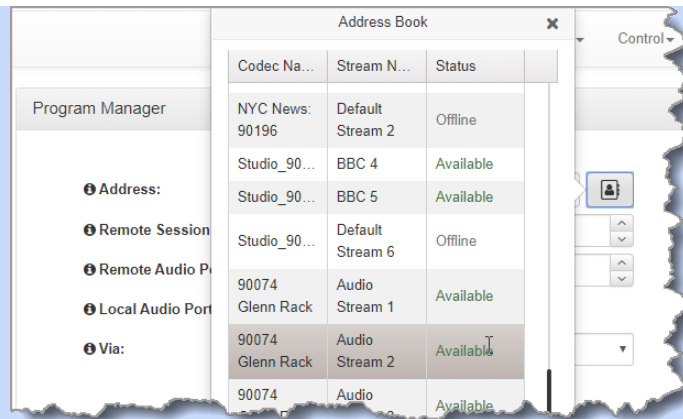 Address Book
Control
Codec Na... Stream N... Status
Program Manager
NYC News: Default
90196 Stream 2 Offline
Studio_90... BBC 4 Available
Address:
Studio_90... BBC 5 Available
Remote Session
Studio_90... Default
Stream 6 Offline
Remote Audio
90074 Audio
Glenn Rack Stream 1 Available
Local Audio Port
90074 Audio
Via:
Glenn Rack Stream 2 Available
90074 Audio
Available